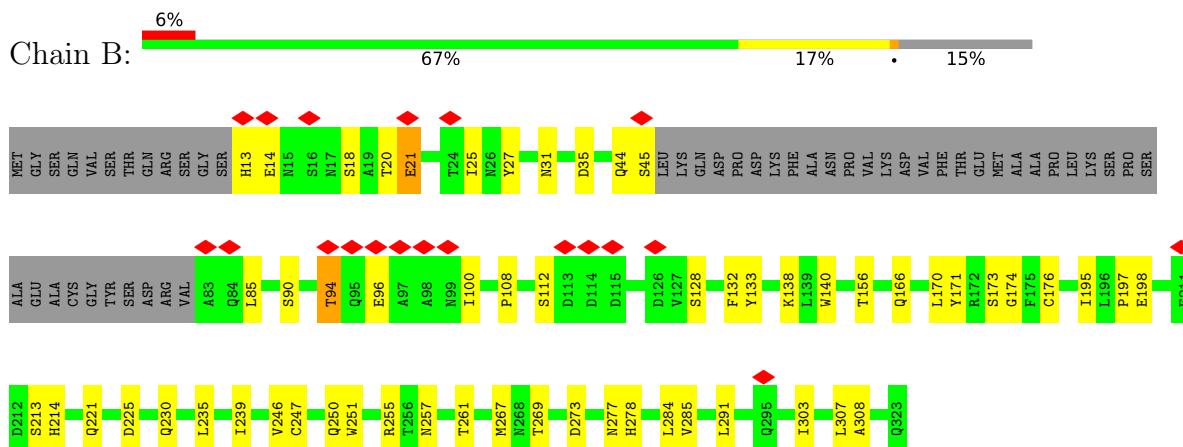 6%
Chain B:
67% 17% • 15%
MET GLY SER GLN VAL SER THR GLN ARG SER GLY SER H13 E14 N15 S16 N17 S18 A19 T20 E21 T24 I25 N26 Y27 N31 D35 Q44 S45 LEU LYS GLN ASP PRO ASP LYS PHE ALA ASN PRO VAL LYS ASP VAL PHE THR GLU MET ALA ALA PRO LEU LYS SER PRO SER
ALA GLU ALA CYS GLY TYR SER ASP ARG VAL A83 Q84 L85 S90 T94 Q95 E96 A97 A98 N99 I100 P108 S112 D113 D114 D115 D126 V127 S128 F132 Y133 K138 L139 W140 T156 Q166 L170 Y171 R172 S173 G174 F175 C176 I195 L196 P197 E198
D212 S213 H214 Q221 D225 Q230 L235 I239 V246 C247 Q250 W251 R255 T256 N257 T261 M267 N268 T269 D273 N277 H278 L284 V285 L291 Q295 I303 L307 A308 Q323